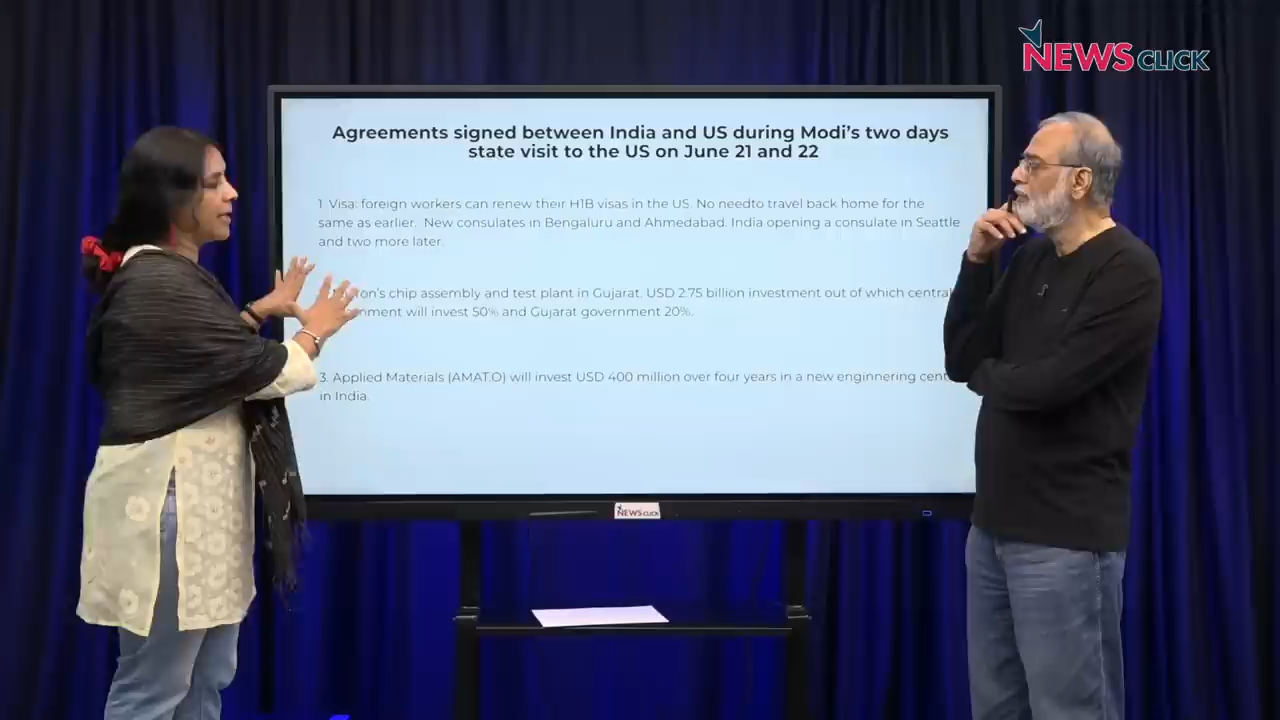 NEWSCLICK
Agreements signed between India and US during Modi's two days
state visit to the US on June 21 and 22
1 Visa: foreign workers can renew their H1B visas in the US. No needto travel back home for the
same as earlier. New consulates in Bengaluru and Ahmedabad. India opening a consulate in Seattle
and two more later.
chip assembly and test plant in Gujarat. USD 2.75 billion investment out of which central
will invest 50% and Gujarat government 20%.
3. Applied Materials (AMAT.O) will invest USD 400 million over four years in a new enginnering
in India.
NEWSCLICK